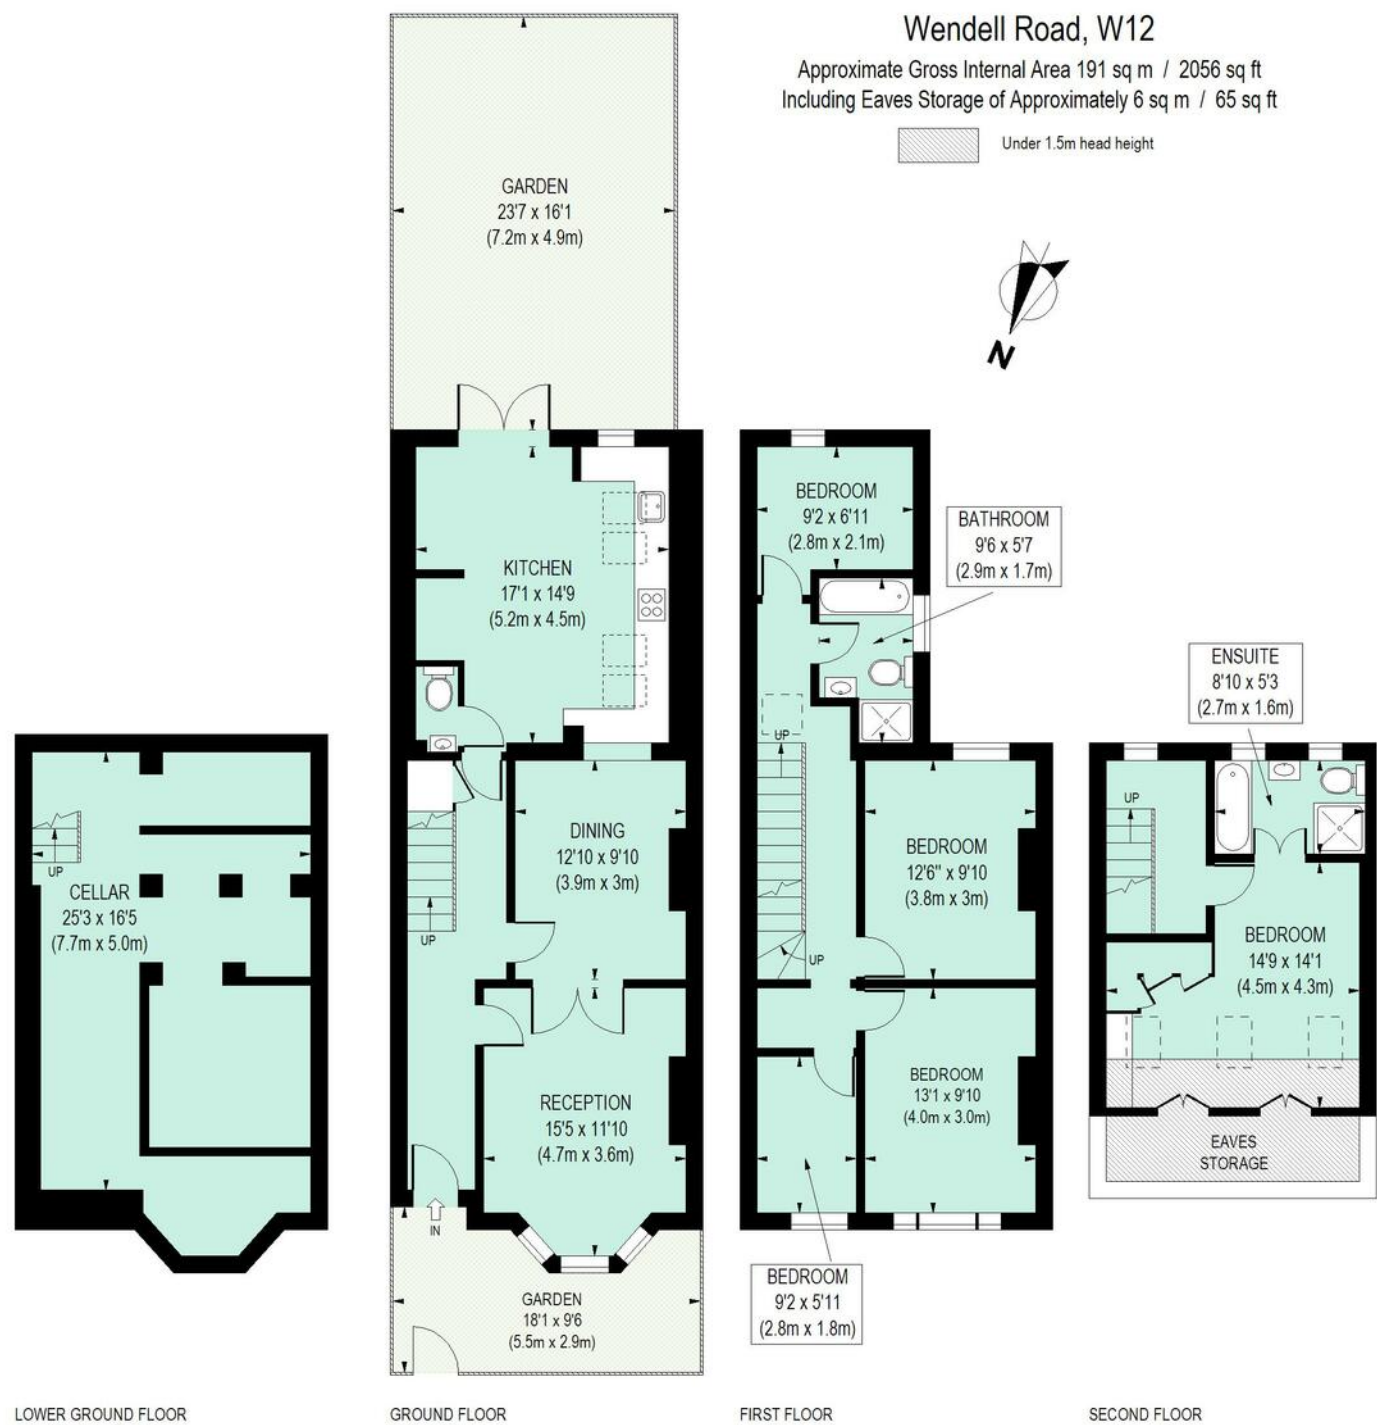 Wendell Road, W12
Approximate Gross Internal Area 191 sq m / 2056 sq ft
Including Eaves Storage of Approximately 6 sq m / 65 sq ft
Under 1.5m head height
N
GARDEN
23'7 x 16'1
(7.2m x 4.9m)
KITCHEN
17'1 x 14'9
(5.2m x 4.5m)
DINING
12'10 x 9'10
(3.9m x 3m)
UP
RECEPTION
15'5 x 11'10
(4.7m x 3.6m)
IN
GARDEN
18'1 x 9'6
(5.5m x 2.9m)
UP
CELLAR
25'3 x 16'5
(7.7m x 5.0m)
BEDROOM
9'2 x 6'11
(2.8m x 2.1m)
BATHROOM
9'6 x 5'7
(2.9m x 1.7m)
UP
BEDROOM
12'6" x 9'10
(3.8m x 3m)
UP
BEDROOM
13'1 x 9'10
(4.0m x 3.0m)
BEDROOM
9'2 x 5'11
(2.8m x 1.8m)
ENSUITE
8'10 x 5'3
(2.7m x 1.6m)
UP
BEDROOM
14'9 x 14'1
(4.5m x 4.3m)
EAVES
STORAGE
LOWER GROUND FLOOR
GROUND FLOOR
FIRST FLOOR
SECOND FLOOR